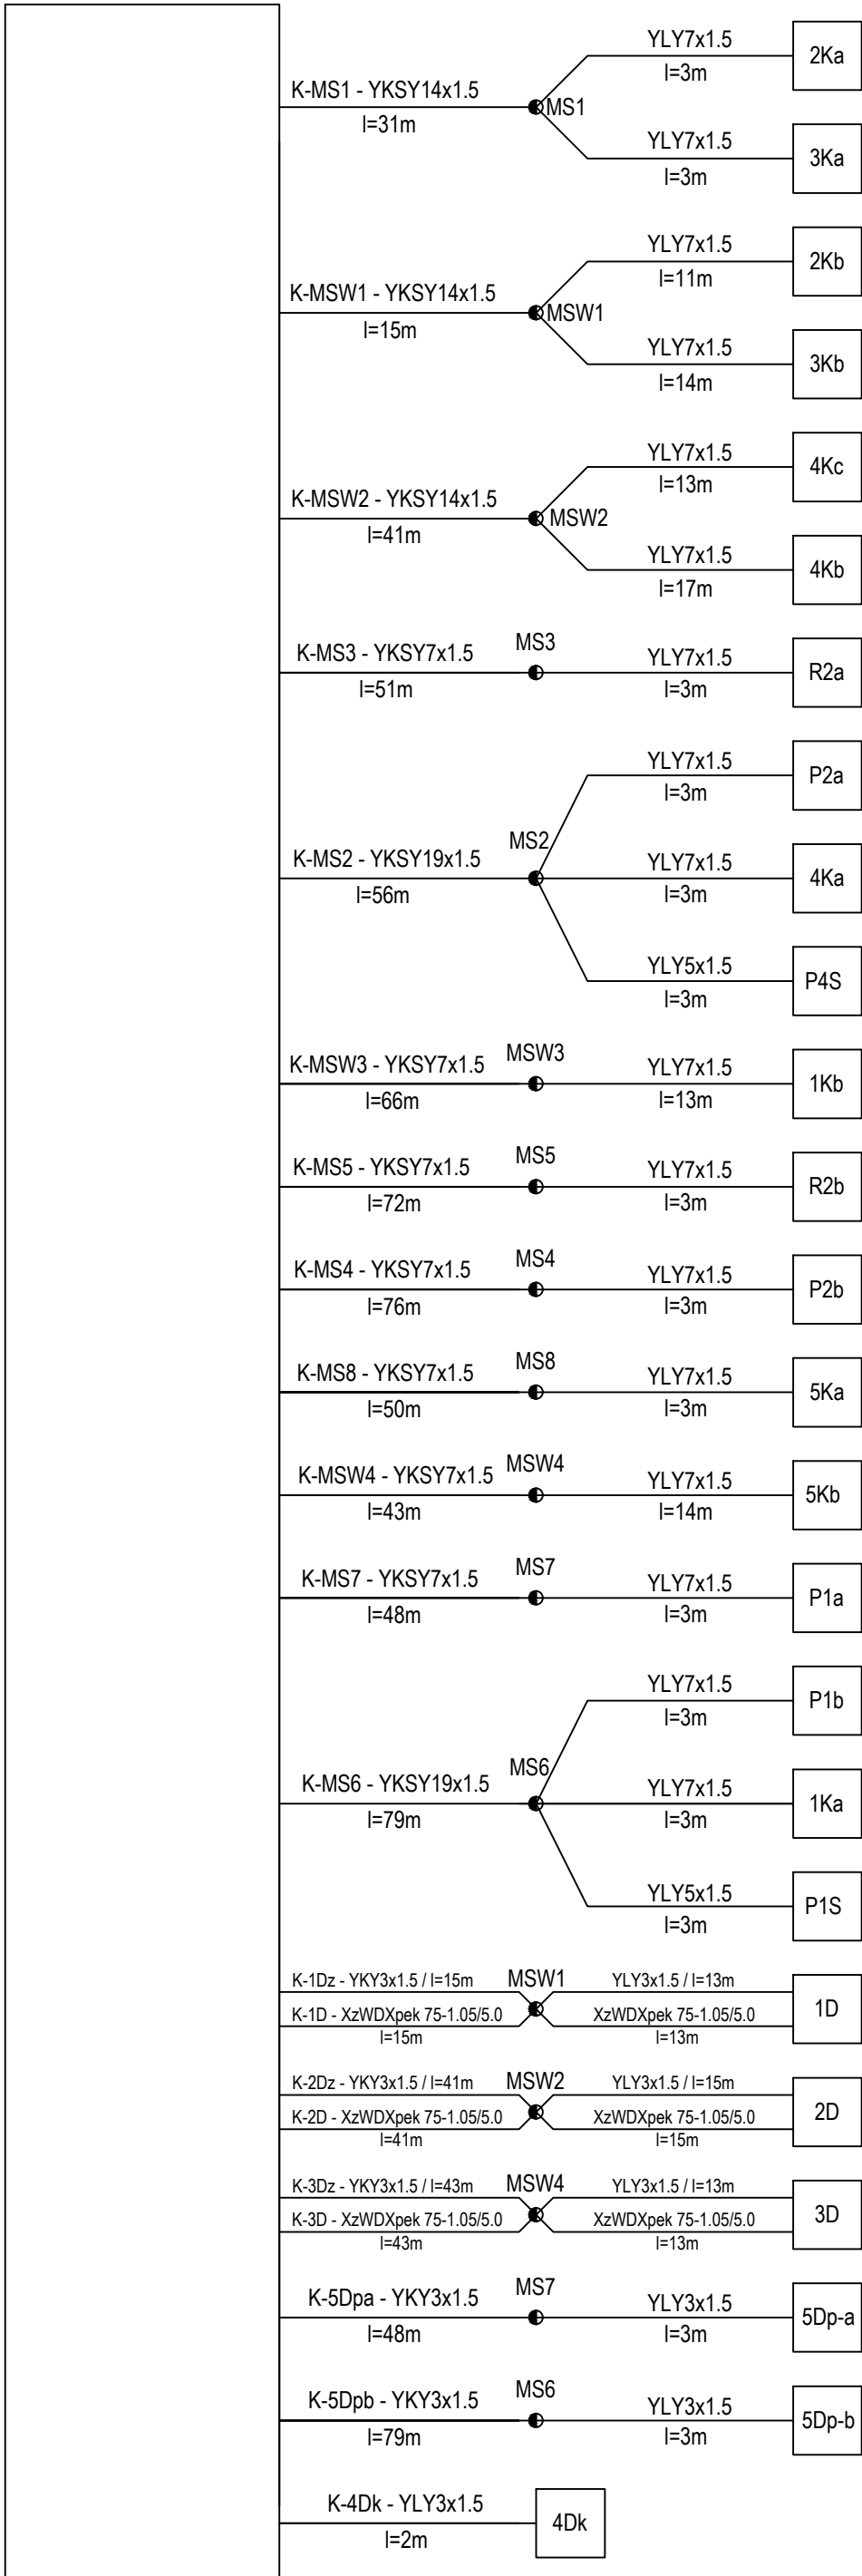 YLY7x1.5
l=3m
2Ka
K-MS1 - YKSY14x1.5
l=31m
MS1
YLY7x1.5
l=3m
3Ka
YLY7x1.5
l=11m
2Kb
K-MSW1 - YKSY14x1.5
l=15m
MSW1
YLY7x1.5
l=14m
3Kb
YLY7x1.5
l=13m
4Kc
K-MSW2 - YKSY14x1.5
l=41m
MSW2
YLY7x1.5
l=17m
4Kb
K-MS3 - YKSY7x1.5
l=51m
MS3
YLY7x1.5
l=3m
R2a
YLY7x1.5
l=3m
P2a
K-MS2 - YKSY19x1.5
l=56m
MS2
YLY7x1.5
l=3m
4Ka
YLY5x1.5
l=3m
P4S
K-MSW3 - YKSY7x1.5
l=66m
MSW3
YLY7x1.5
l=13m
1Kb
K-MS5 - YKSY7x1.5
l=72m
MS5
YLY7x1.5
l=3m
R2b
K-MS4 - YKSY7x1.5
l=76m
MS4
YLY7x1.5
l=3m
P2b
K-MS8 - YKSY7x1.5
l=50m
MS8
YLY7x1.5
l=3m
5Ka
K-MSW4 - YKSY7x1.5
l=43m
MSW4
YLY7x1.5
l=14m
5Kb
K-MS7 - YKSY7x1.5
l=48m
MS7
YLY7x1.5
l=3m
P1a
YLY7x1.5
l=3m
P1b
K-MS6 - YKSY19x1.5
l=79m
MS6
YLY7x1.5
l=3m
1Ka
YLY5x1.5
l=3m
P1S
K-1Dz - YKY3x1.5 / l=15m
K-1D - XzWDXpek 75-1.05/5.0
l=15m
MSW1
YLY3x1.5 / l=13m
XzWDXpek 75-1.05/5.0
l=13m
1D
K-2Dz - YKY3x1.5 / l=41m
K-2D - XzWDXpek 75-1.05/5.0
l=41m
MSW2
YLY3x1.5 / l=15m
XzWDXpek 75-1.05/5.0
l=15m
2D
K-3Dz - YKY3x1.5 / l=43m
K-3D - XzWDXpek 75-1.05/5.0
l=43m
MSW4
YLY3x1.5 / l=13m
XzWDXpek 75-1.05/5.0
l=13m
3D
K-5Dpa - YKY3x1.5
l=48m
MS7
YLY3x1.5
l=3m
5Dp-a
K-5Dpb - YKY3x1.5
l=79m
MS6
YLY3x1.5
l=3m
5Dp-b
K-4Dk - YLY3x1.5
l=2m
4Dk